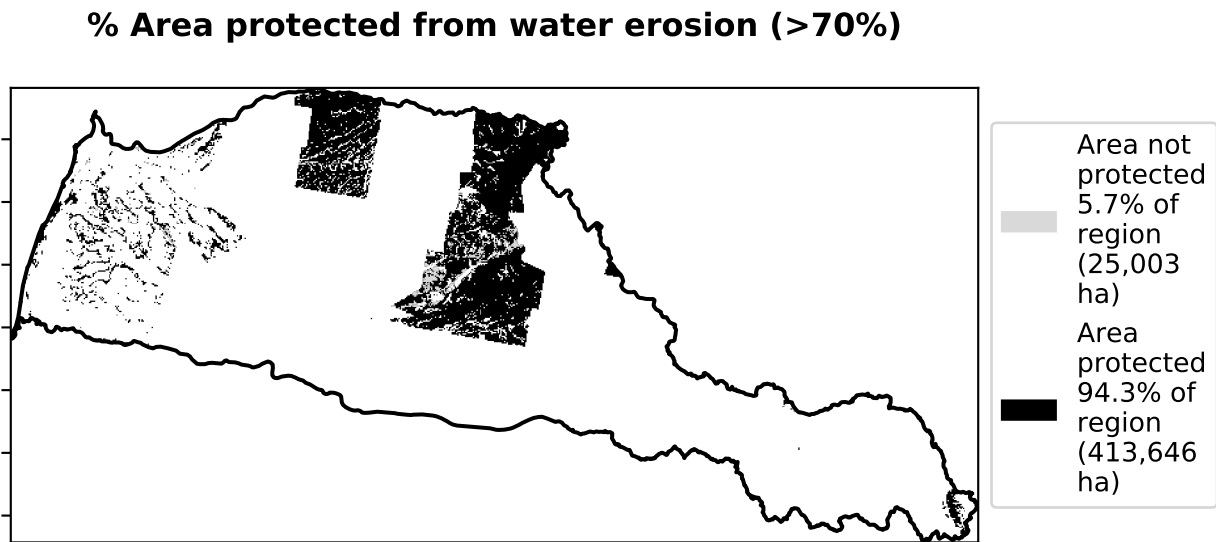 % Area protected from water erosion (>70%)
Area not
protected
5.7% of
region
(25,003
ha)
Area
protected
94.3% of
region
(413,646
ha)